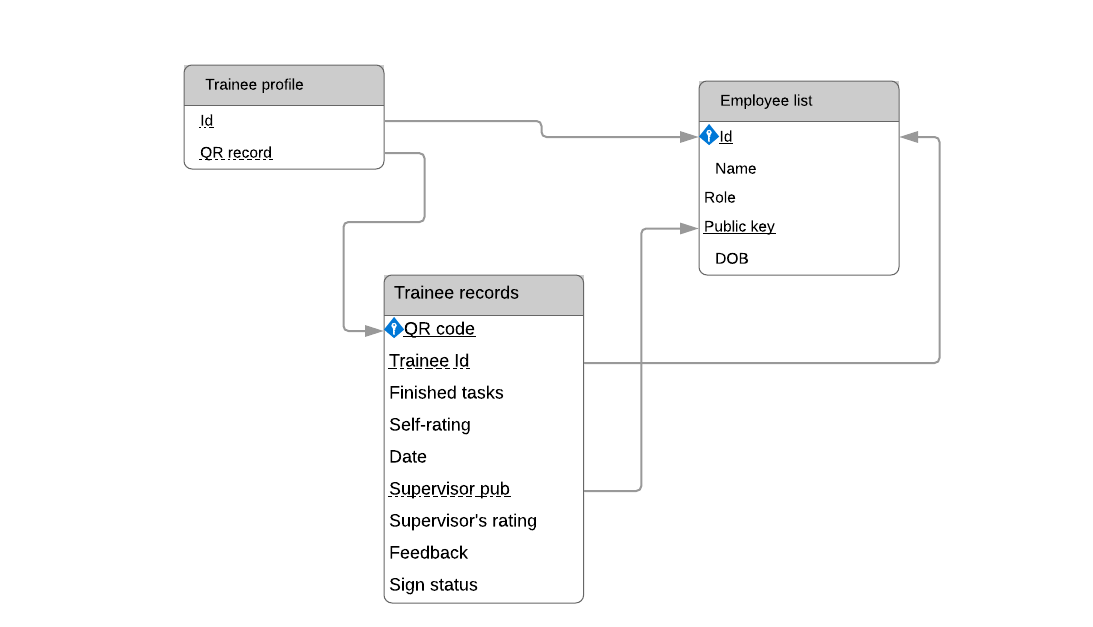 Trainee profile
Id
QR record
Employee list
Id
Name
Role
Public key
DOB
Trainee records
QR code
Trainee Id
Finished tasks
Self-rating
Date
Supervisor pub
Supervisor's rating
Feedback
Sign status